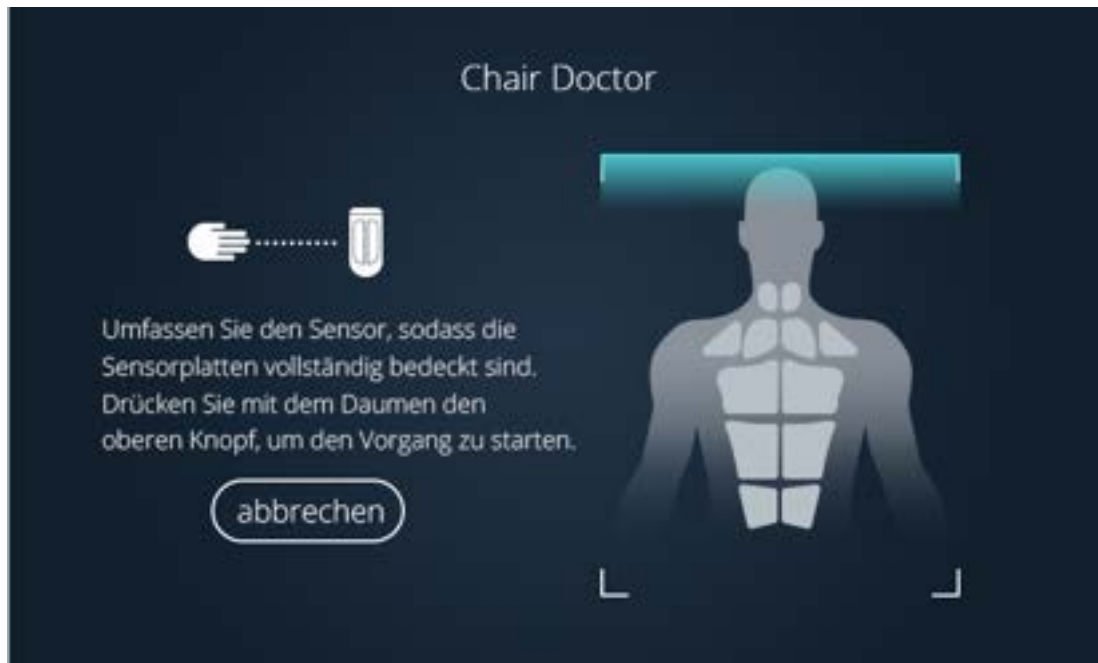 Chair Doctor
Umfassen Sie den Sensor, sodass die
Sensorplatten vollständig bedeckt sind.
Drücken Sie mit dem Daumen den
oberen Knopf, um den Vorgang zu starten.
abbrechen